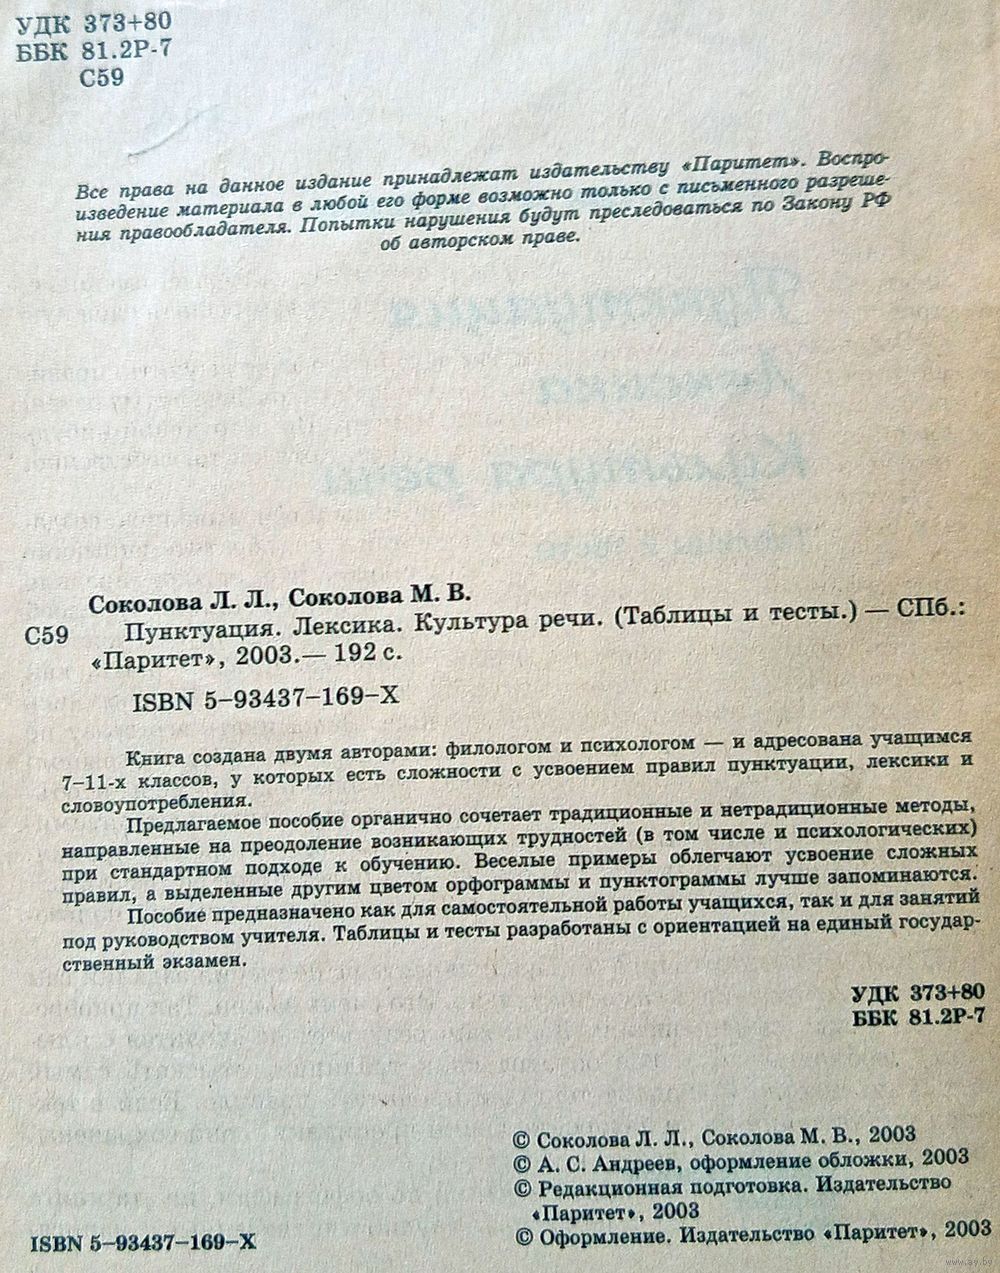 УДК 373+80
ББК 81.2Р-7
С59
Все права на данное издание принадлежат издательству «Паритет». Воспро-
изведение материала в любой его форме возможно только с письменного разреше-
ния правообладателя. Попытки нарушения будут преследоваться по Закону РФ
об авторском праве.
Соколова Л. Л., Соколова М. В.
С59 Пунктуация. Лексика. Культура речи. (Таблицы и тесты.) — СПб.:
«Паритет», 2003.— 192 с.
ISBN 5–93437–169–X
Книга создана двумя авторами: филологом и психологом — и адресована учащимся
7–11-х классов, у которых есть сложности с усвоением правил пунктуации, лексики и
словоупотребления.
Предлагаемое пособие органично сочетает традиционные и нетрадиционные методы,
направленные на преодоление возникающих трудностей (в том числе и психологических)
при стандартном подходе к обучению. Веселые примеры облегчают усвоение сложных
правил, а выделенные другим цветом орфограммы и пунктограммы лучше запоминаются.
Пособие предназначено как для самостоятельной работы учащихся, так и для занятий
под руководством учителя. Таблицы и тесты разработаны с ориентацией на единый государ-
ственный экзамен.
УДК 373+80
ББК 81.2Р-7
© Соколова Л. Л., Соколова М. В., 2003
© А. С. Андреев, оформление обложки, 2003
© Редакционная подготовка. Издательство
«Паритет», 2003
ISBN 5–93437–169–X
© Оформление. Издательство «Паритет», 2003
www.ay.by